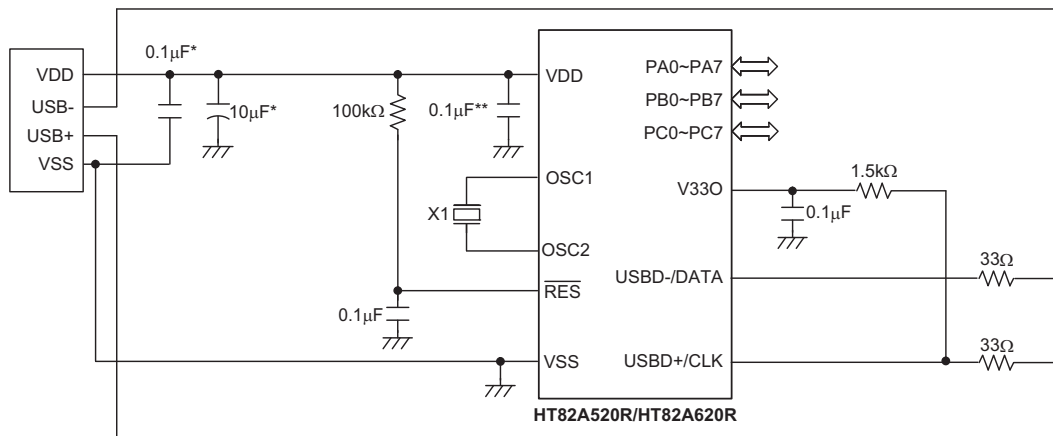 0.1μF*
VDD
USB-
USB+
VSS
10μF*
100kΩ
0.1μF**
VDD
PA0~PA7
PB0~PB7
PC0~PC7
OSC1
X1
OSC2
V33O
1.5kΩ
0.1μF
USBD-/DATA
33Ω
RES
0.1μF
VSS
USBD+/CLK
33Ω
HT82A520R/HT82A620R